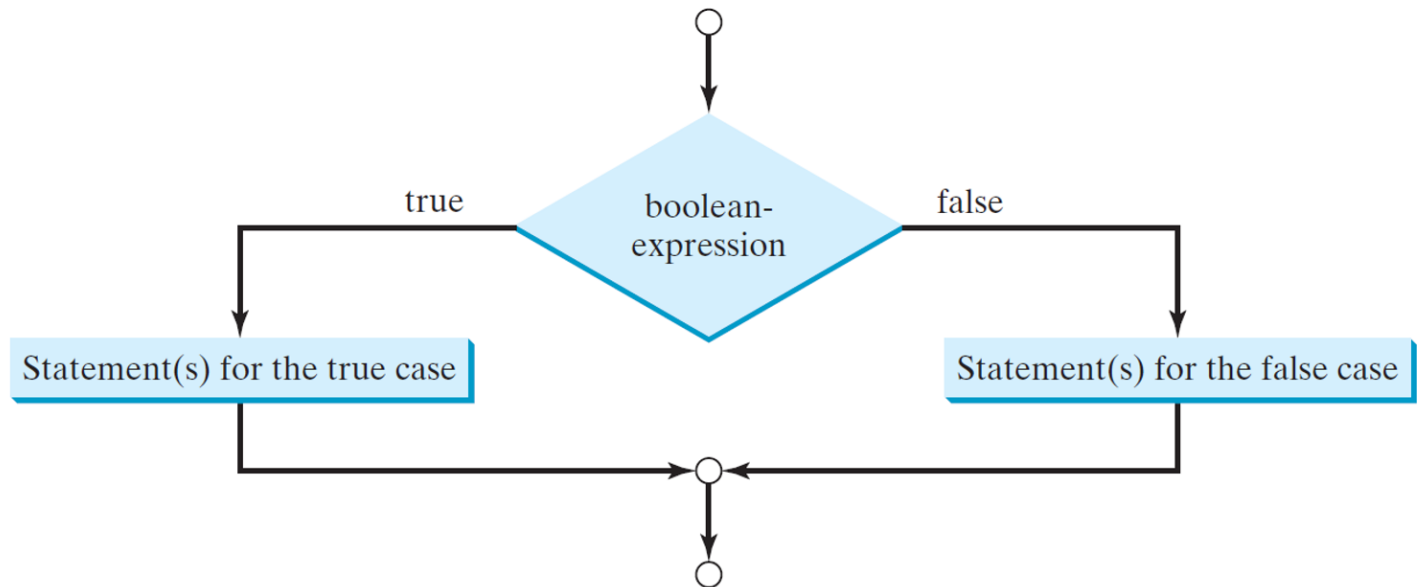 true
boolean-
expression
false
Statement(s) for the true case
Statement(s) for the false case